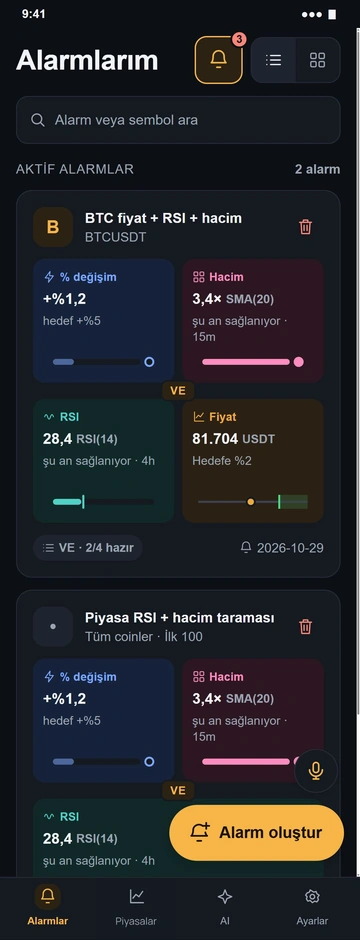 9:41
Alarmlarım
3
Alarm veya sembol ara
AKTİF ALARMLAR
2 alarm
B
BTC fiyat + RSI + hacim
BTCUSDT
% değişim
+%1,2
hedef +%5
Hacim
3,4× SMA(20)
şu an sağlanıyor ·
15m
VE
RSI
28,4 RSI(14)
şu an sağlanıyor · 4h
Fiyat
81.704 USDT
Hedefe %2
VE · 2/4 hazır
2026-10-29
Piyasa RSI + hacim taraması
Tüm coinler · İlk 100
% değişim
+%1,2
hedef +%5
Hacim
3,4× SMA(20)
şu an sağlanıyor ·
15m
VE
RSI
28,4 RSI(14)
şu an sağlanıyor · 4h
Alarm oluştur
Alarmlar
Piyasalar
AI
Ayarlar